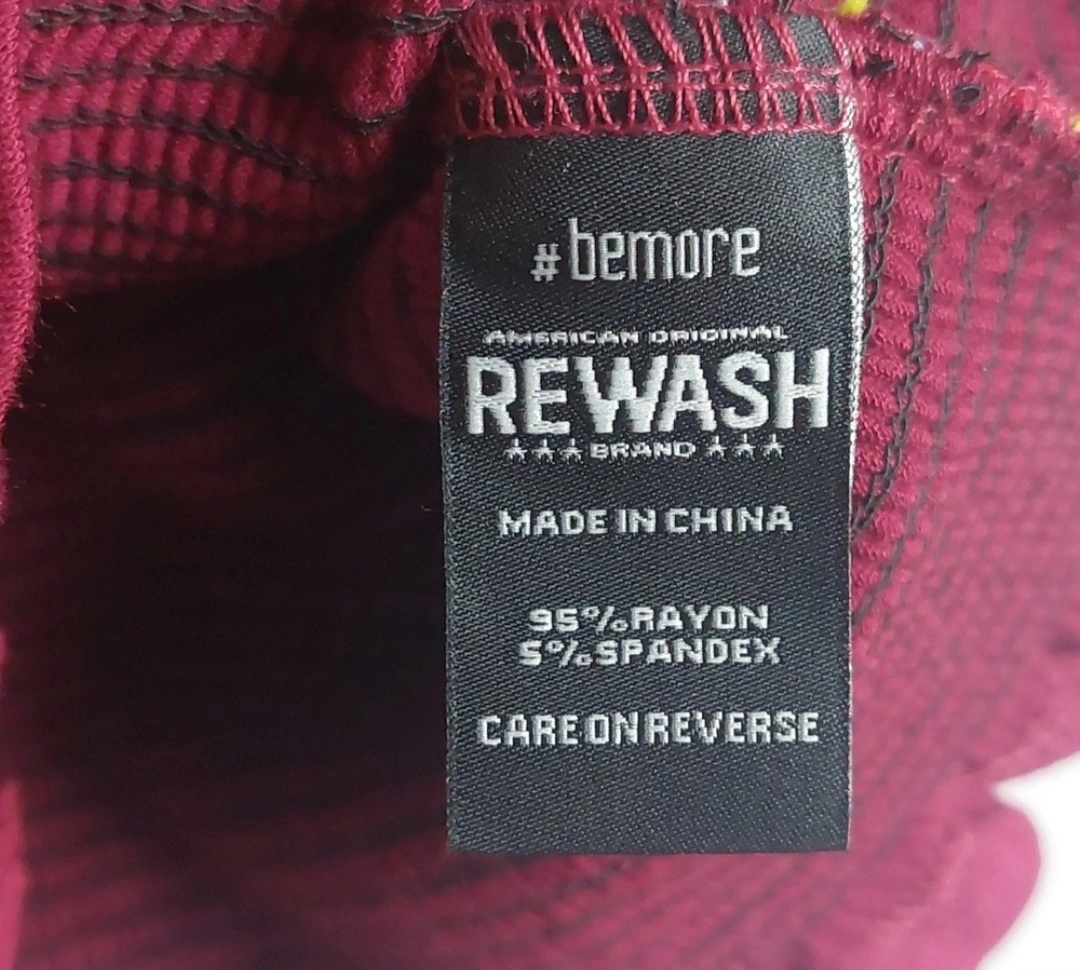 #bemore
AMERICAN ORIGINAL
REWASH
BRAND
MADE IN CHINA
95%RAYON
5%SPANDEX
CARE ON REVERSE